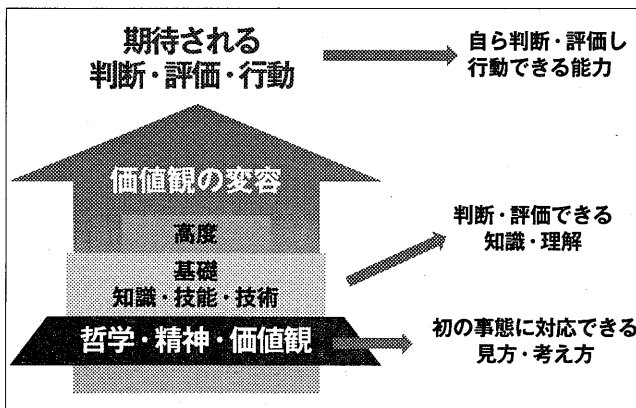 期待される
判断・評価・行動
自ら判断・評価し
行動できる能力
価値観の変容
高度
基礎
知識・技能・技術
判断・評価できる
知識・理解
哲学・精神・価値観
初の事態に対応できる
見方・考え方